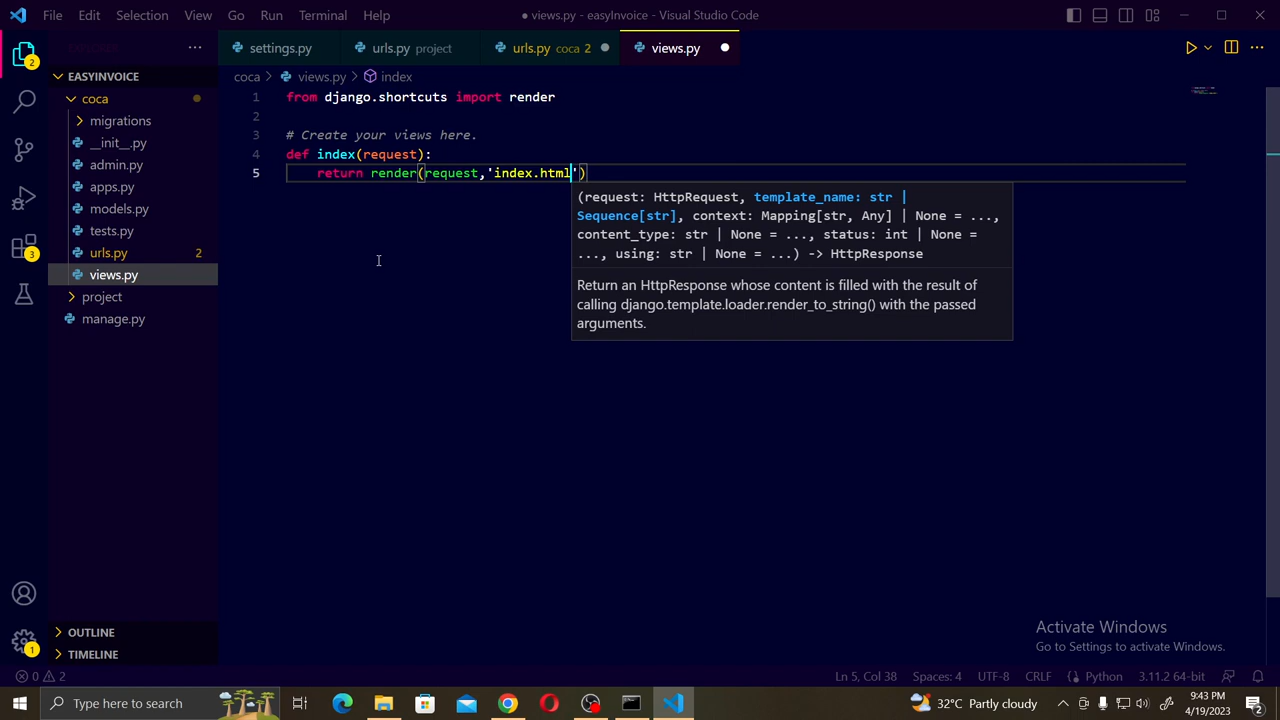 File Edit Selection View Go Run Terminal Help
● views.py - easyInvoice - Visual Studio Code
settings.py
urls.py project
urls.py coca 2
views.py
EASYINVOICE
coca
migrations
__init__.py
admin.py
apps.py
models.py
tests.py
urls.py 2
views.py
project
manage.py
OUTLINE
TIMELINE
2
3
1
coca > views.py > index
1 from django.shortcuts import render
2
3 # Create your views here.
4 def index(request):
5 return render(request,'index.html')
(request: HttpRequest, template_name: str |
Sequence[str], context: Mapping[str, Any] | None = ...,
content_type: str | None = ..., status: int | None =
..., using: str | None = ...) -> HttpResponse
Return an HttpResponse whose content is filled with the result of
calling django.template.loader.render_to_string() with the passed
arguments.
Activate Windows
Go to Settings to activate Windows.
0 2
Ln 5, Col 38 Spaces: 4 UTF-8 CRLF Python 3.11.2 64-bit
Type here to search
32°C Partly cloudy
9:43 PM
4/19/2023
2